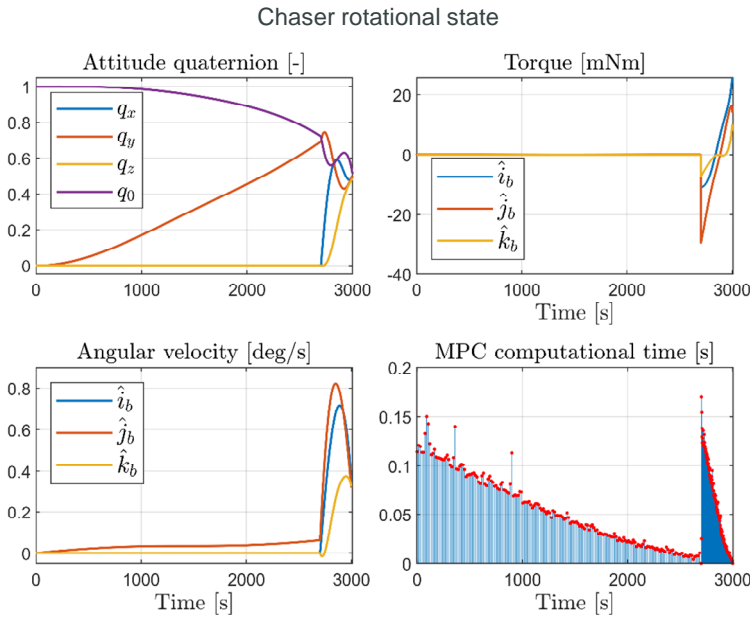 Chaser rotational state
Attitude quaternion [-]
1
0.8
0.6
0.4
0.2
0
q_x
q_y
q_z
q_0
0 1000 2000 3000
Torque [mNm]
20
0
-20
-40
î_b
ĵ_b
k̂_b
0 1000 2000 3000
Time [s]
Angular velocity [deg/s]
0.8
0.6
0.4
0.2
0
î_b
ĵ_b
k̂_b
0 1000 2000 3000
Time [s]
MPC computational time [s]
0.2
0.15
0.1
0.05
0
0 1000 2000 3000
Time [s]